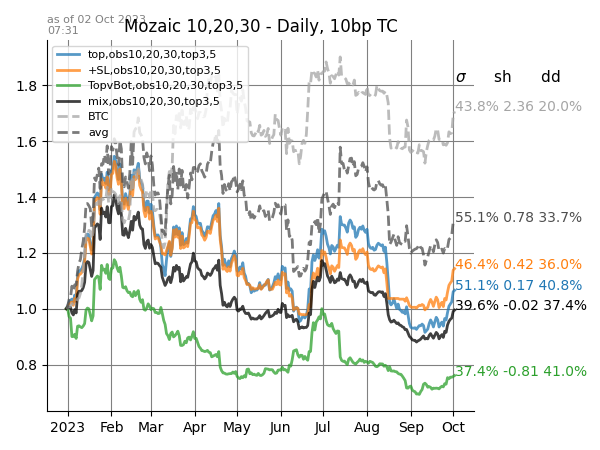 as of 02 Oct 2023
07:31
Mozaic 10,20,30 - Daily, 10bp TC
top,obs10,20,30,top3,5
+SL,obs10,20,30,top3,5
TopvBot,obs10,20,30,top3,5
mix,obs10,20,30,top3,5
BTC
avg
σ sh dd
43.8% 2.36 20.0%
55.1% 0.78 33.7%
46.4% 0.42 36.0%
51.1% 0.17 40.8%
39.6% -0.02 37.4%
37.4% -0.81 41.0%
1.8
1.6
1.4
1.2
1.0
0.8
2023 Feb Mar Apr May Jun Jul Aug Sep Oct